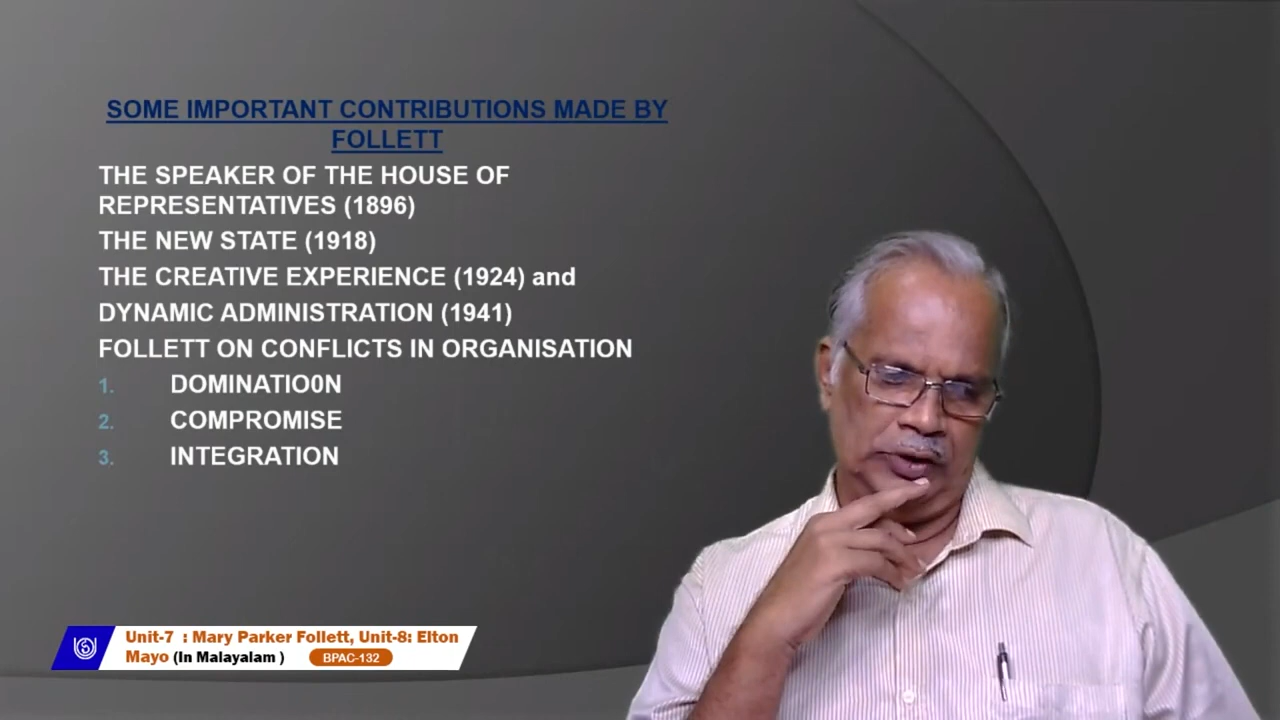 SOME IMPORTANT CONTRIBUTIONS MADE BY
FOLLETT
THE SPEAKER OF THE HOUSE OF
REPRESENTATIVES (1896)
THE NEW STATE (1918)
THE CREATIVE EXPERIENCE (1924) and
DYNAMIC ADMINISTRATION (1941)
FOLLETT ON CONFLICTS IN ORGANISATION
1. DOMINATIO0N
2. COMPROMISE
3. INTEGRATION
Unit-7 : Mary Parker Follett, Unit-8: Elton
Mayo (In Malayalam ) BPAC-132